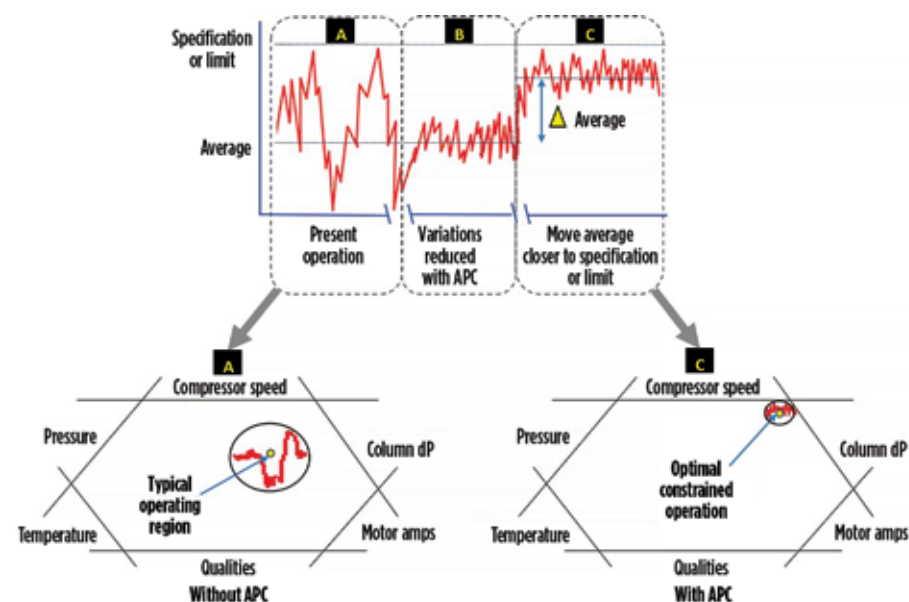 A
B
C
Specification
or limit
Average
Average
Present
operation
Variations
reduced
with APC
Move average
closer to specification
or limit
A
Compressor speed
Pressure
Column dP
Typical
operating
region
Temperature
Motor amps
Qualities
Without APC
C
Compressor speed
Pressure
Column dP
Optimal
constrained
operation
Temperature
Motor amps
Qualities
With APC